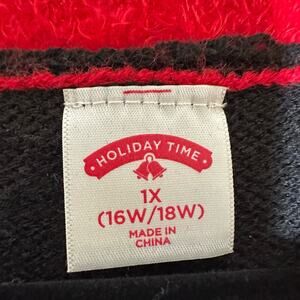 HOLIDAY TIME
1X
(16W/18W)
MADE IN
CHINA